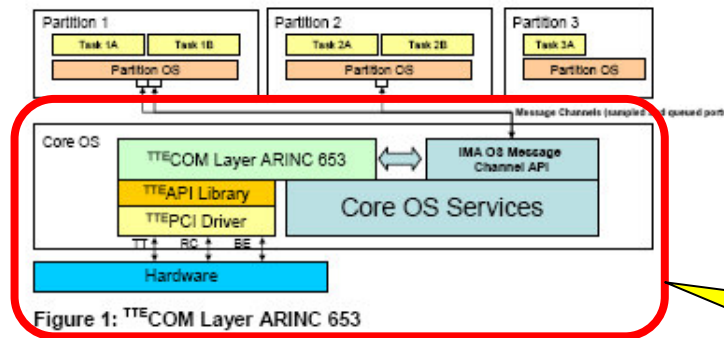 Partition 1
Task 1A
Task 1B
Partition OS
Partition 2
Task 2A
Task 2B
Partition OS
Partition 3
Task 3A
Partition OS
Message Channels (sampled and queued port
Core OS
TTECOM Layer ARINC 653
IMA OS Message
Channel API
TTEAPI Library
TTEPCI Driver
Core OS Services
TT RC BE
Hardware
Figure 1: TTECOM Layer ARINC 653